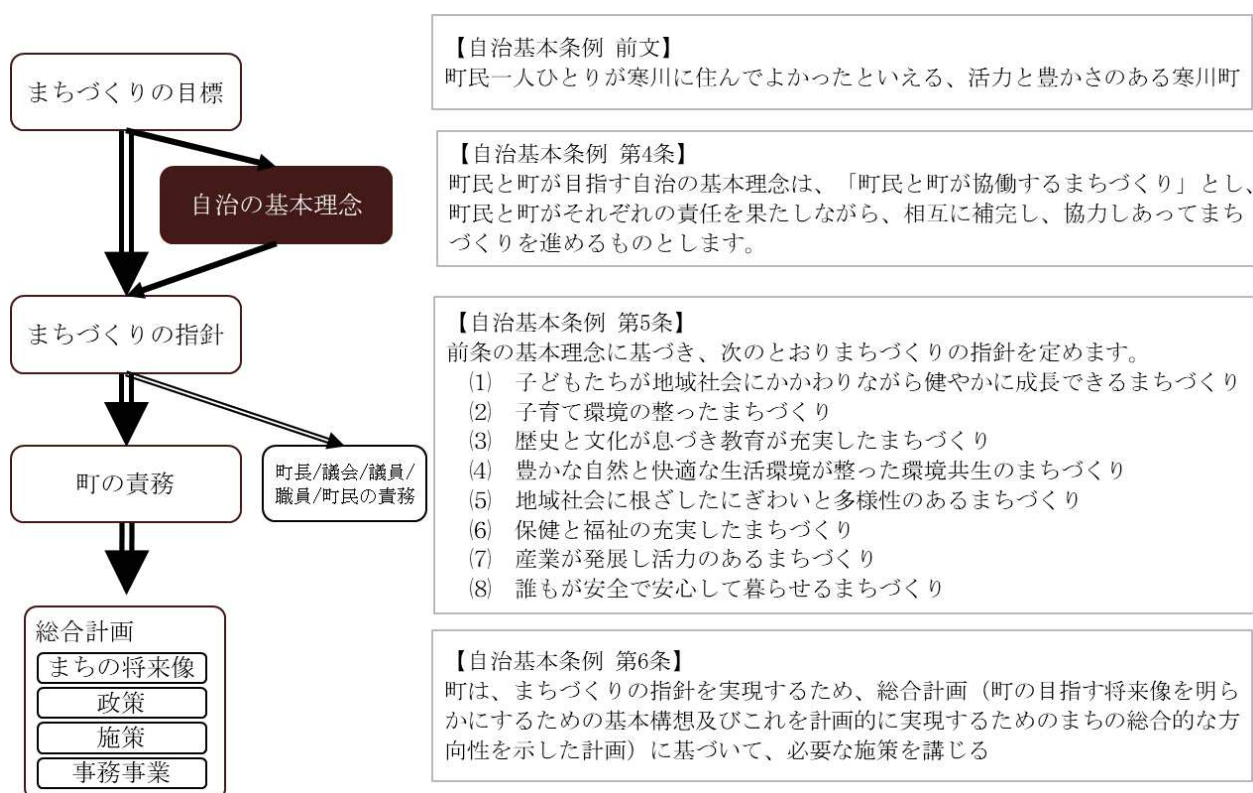 まちづくりの目標
自治の基本理念
まちづくりの指針
町の責務
町長/議会/議員/
職員/町民の責務
総合計画
まちの将来像
政策
施策
事務事業
【自治基本条例 前文】
町民一人ひとりが寒川に住んでよかったといえる、活力と豊かさのある寒川町
【自治基本条例 第4条】
町民と町が目指す自治の基本理念は、「町民と町が協働するまちづくり」とし、
町民と町がそれぞれの責任を果たしながら、相互に補完し、協力しあってまち
づくりを進めるものとします。
【自治基本条例 第5条】
前条の基本理念に基づき、次のとおりまちづくりの指針を定めます。
⑴ 子どもたちが地域社会にかかわりながら健やかに成長できるまちづくり
⑵ 子育て環境の整ったまちづくり
⑶ 歴史と文化が息づき教育が充実したまちづくり
⑷ 豊かな自然と快適な生活環境が整った環境共生のまちづくり
⑸ 地域社会に根ざしたにぎわいと多様性のあるまちづくり
⑹ 保健と福祉の充実したまちづくり
⑺ 産業が発展し活力のあるまちづくり
⑻ 誰もが安全で安心して暮らせるまちづくり
【自治基本条例 第6条】
町は、まちづくりの指針を実現するため、総合計画（町の目指す将来像を明ら
かにするための基本構想及びこれを計画的に実現するためのまちの総合的な方
向性を示した計画）に基づいて、必要な施策を講じる